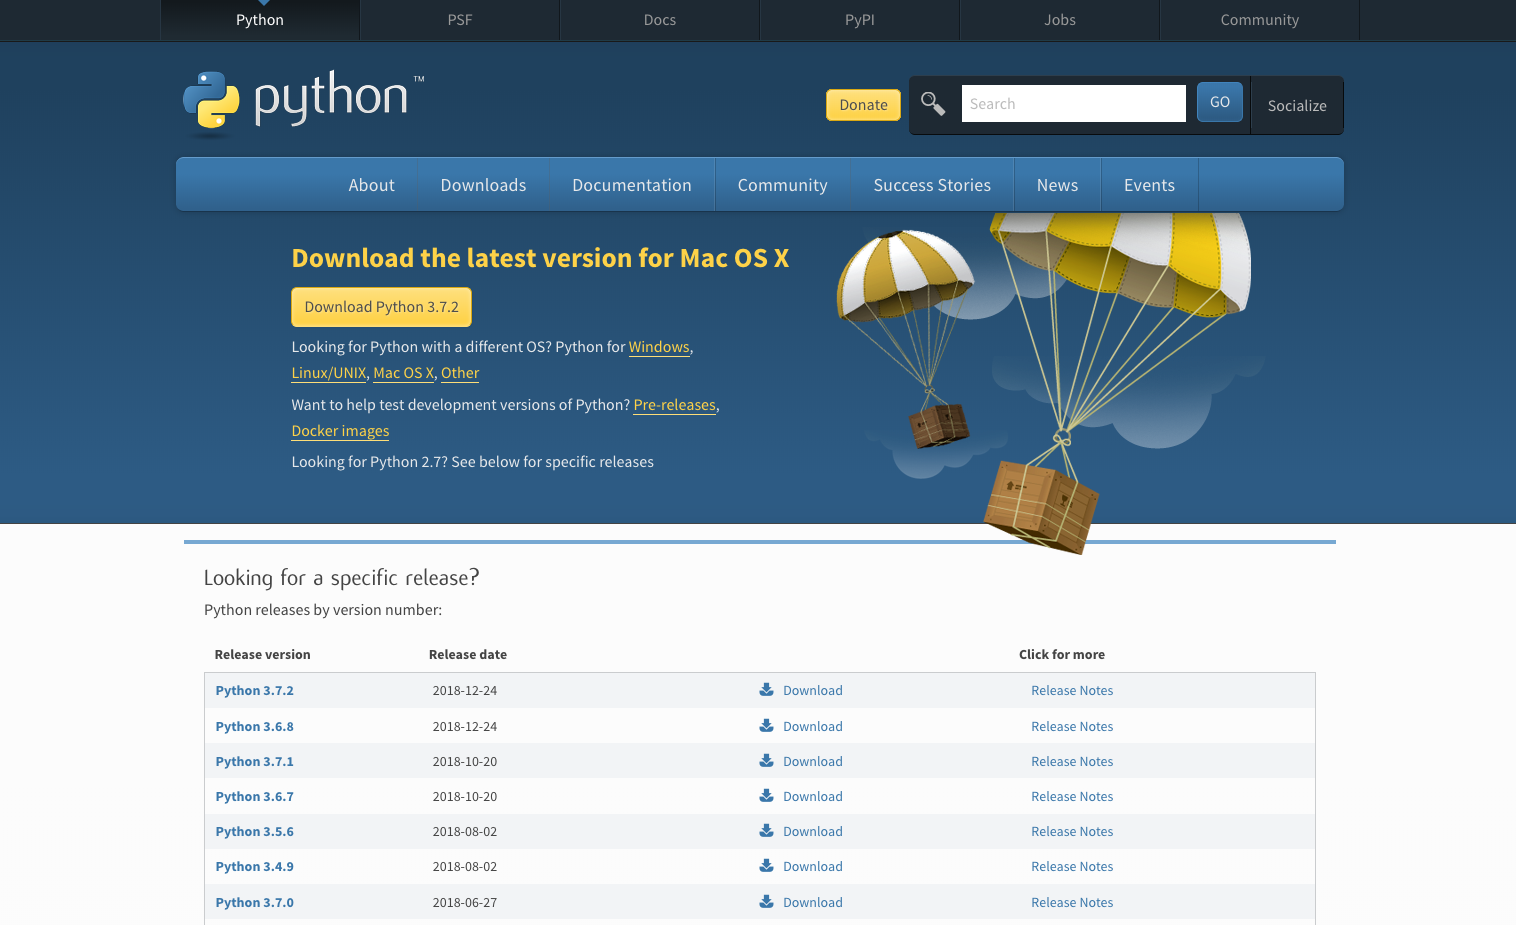 Python PSF Docs PyPI Jobs Community
python™
Donate Search GO Socialize
About Downloads Documentation Community Success Stories News Events
Download the latest version for Mac OS X
Download Python 3.7.2
Looking for Python with a different OS? Python for Windows,
Linux/UNIX, Mac OS X, Other
Want to help test development versions of Python? Pre-releases,
Docker images
Looking for Python 2.7? See below for specific releases
Looking for a specific release?
Python releases by version number:
Release version Release date Click for more
Python 3.7.2 2018-12-24 Download Release Notes
Python 3.6.8 2018-12-24 Download Release Notes
Python 3.7.1 2018-10-20 Download Release Notes
Python 3.6.7 2018-10-20 Download Release Notes
Python 3.5.6 2018-08-02 Download Release Notes
Python 3.4.9 2018-08-02 Download Release Notes
Python 3.7.0 2018-06-27 Download Release Notes